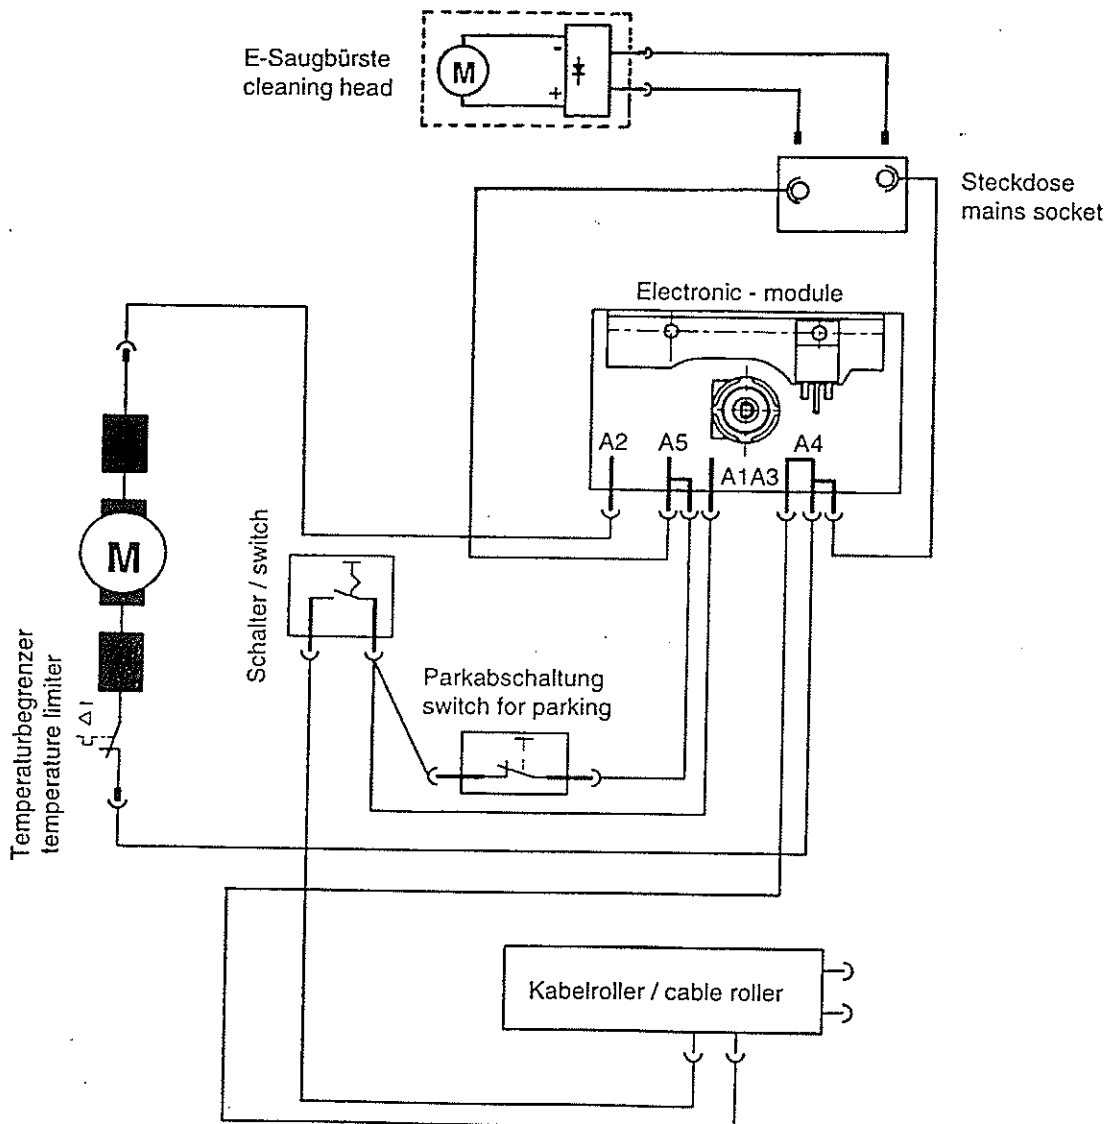 E-Saugbürste
cleaning head
M
-
+
Steckdose
mains socket
Electronic - module
A2
A5
A1A3
A4
M
Schalter / switch
Parkabschaltung
switch for parking
Temperaturbegrenzer
temperature limiter
Kabelroller / cable roller